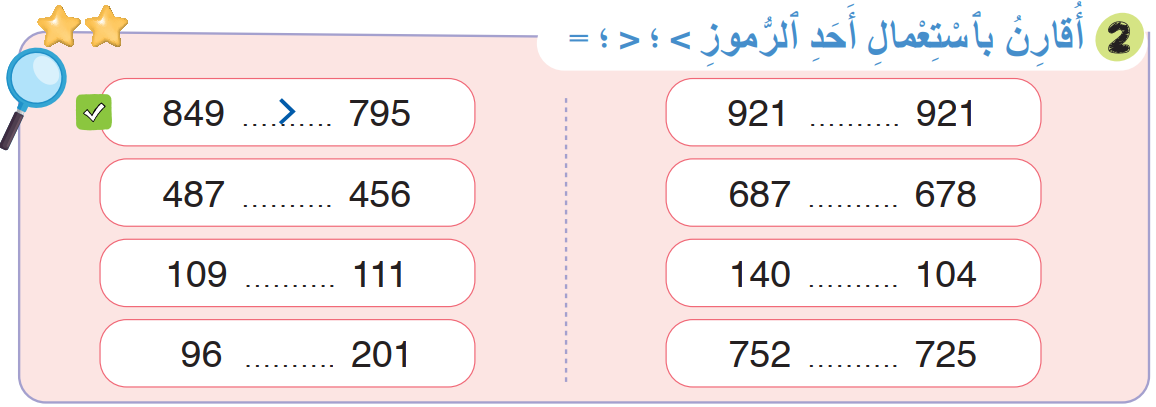 2 أُقارِنُ بِٱسْتِعْمالِ أَحَدِ ٱلرُّموزِ > ؛ < ؛ =
849 ....>.... 795
921 .......... 921
487 .......... 456
687 .......... 678
109 .......... 111
140 .......... 104
96 .......... 201
752 .......... 725